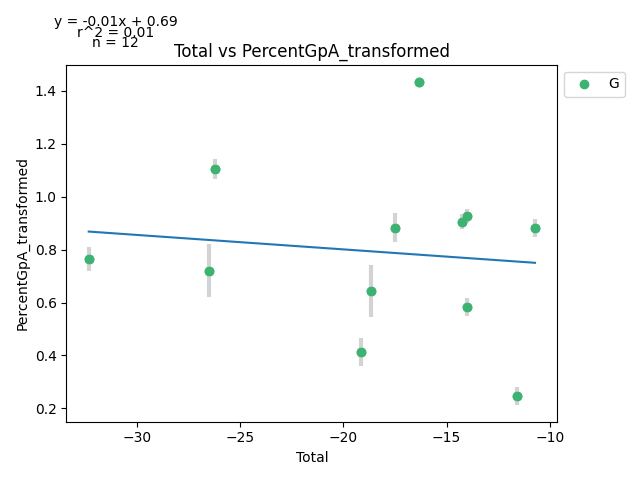 y = -0.01x + 0.69
r^2 = 0.01
n = 12
Total vs PercentGpA_transformed
G
PercentGpA_transformed
1.4
1.2
1.0
0.8
0.6
0.4
0.2
−30
−25
−20
−15
−10
Total